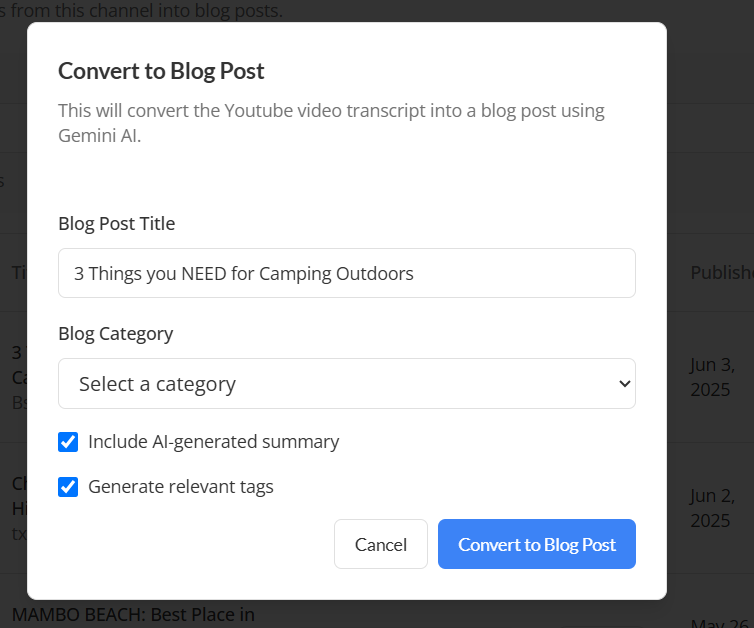 s from this channel into blog posts.
Convert to Blog Post
This will convert the Youtube video transcript into a blog post using
Gemini AI.
s
Blog Post Title
3 Things you NEED for Camping Outdoors
Ti
Publishe
Blog Category
3
Ca
Bs
Jun 3,
2025
Select a category
Include AI-generated summary
Generate relevant tags
Ch
Hi
tx
Jun 2,
2025
Cancel
Convert to Blog Post
MAMBO BEACH: Best Place in
May 26